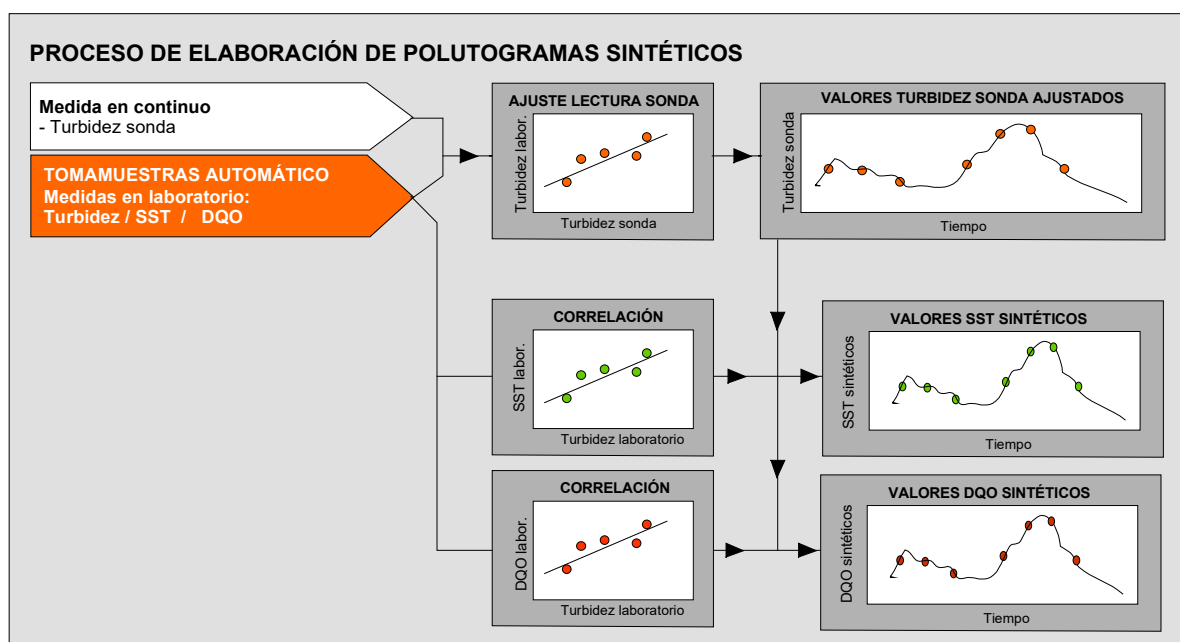 PROCESO DE ELABORACIÓN DE POLUTOGRAMAS SINTÉTICOS
Medida en continuo
- Turbidez sonda
TOMAMUESTRAS AUTOMÁTICO
Medidas en laboratorio:
Turbidez / SST / DQO
AJUSTE LECTURA SONDA
Turbidez labor.
Turbidez sonda
VALORES TURBIDEZ SONDA AJUSTADOS
Turbidez sonda
Tiempo
CORRELACIÓN
SST labor.
Turbidez laboratorio
VALORES SST SINTÉTICOS
SST sintéticos
Tiempo
CORRELACIÓN
DQO labor.
Turbidez laboratorio
VALORES DQO SINTÉTICOS
DQO sintéticos
Tiempo